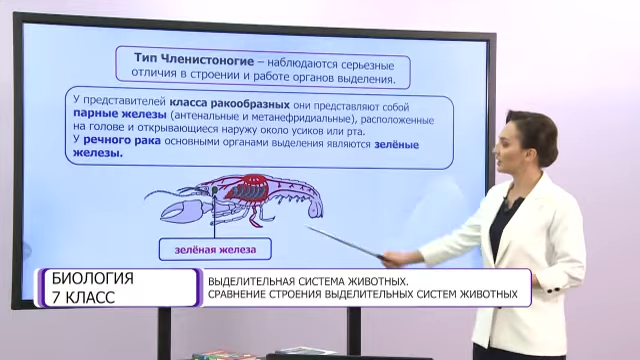 Тип Членистоногие – наблюдаются серьезные
отличия в строении и работе органов выделения.
У представителей класса ракообразных они представляют собой
парные железы (антенальные и метанефридиальные), расположенные
на голове и открывающиеся наружу около усиков или рта.
У речного рака основными органами выделения являются зелёные
железы.
зелёная железа
БИОЛОГИЯ
7 КЛАСС
ВЫДЕЛИТЕЛЬНАЯ СИСТЕМА ЖИВОТНЫХ.
СРАВНЕНИЕ СТРОЕНИЯ ВЫДЕЛИТЕЛЬНЫХ СИСТЕМ ЖИВОТНЫХ